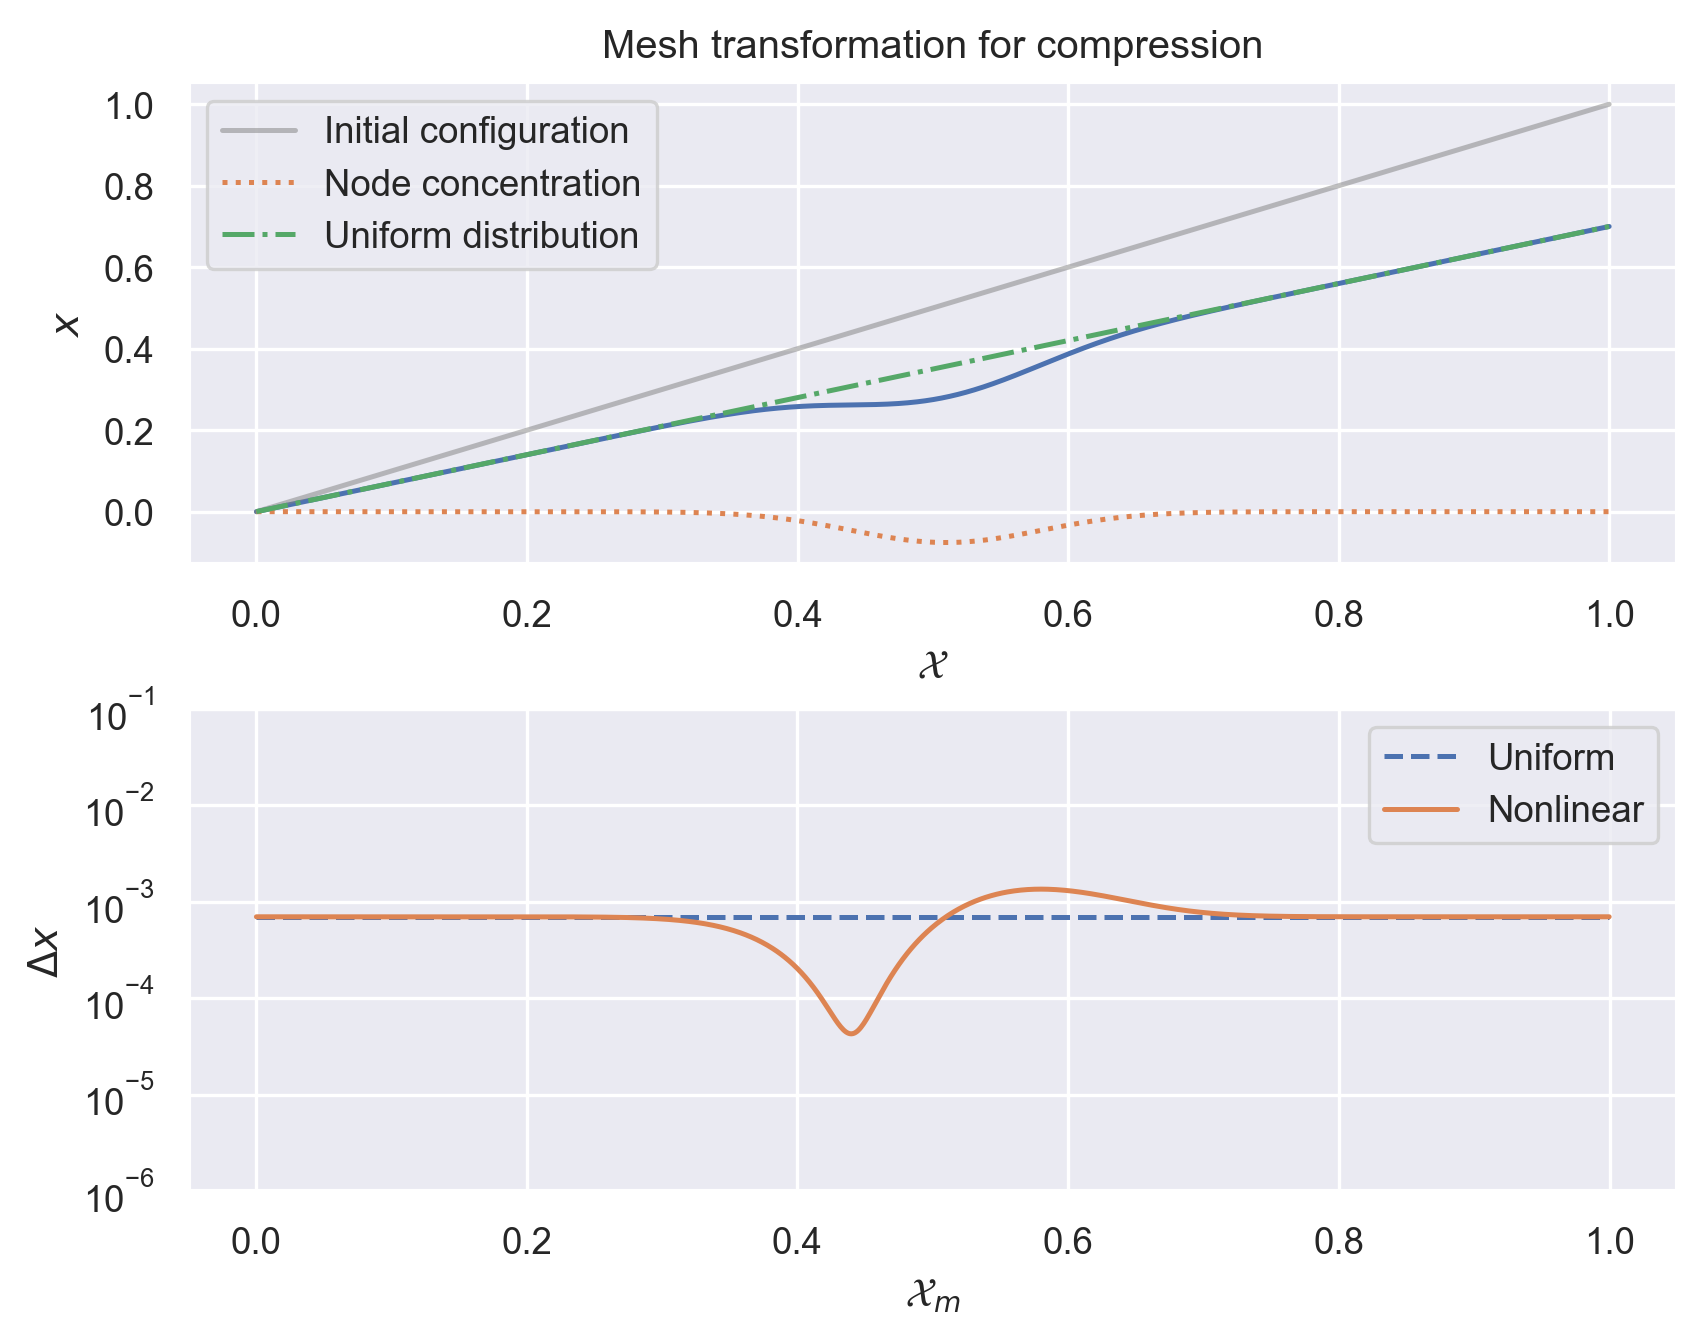 Mesh transformation for compression
1.0
0.8
0.6
0.4
0.2
0.0
x
Initial configuration
Node concentration
Uniform distribution
0.0 0.2 0.4 0.6 0.8 1.0
𝒳
10⁻¹
10⁻²
10⁻³
10⁻⁴
10⁻⁵
10⁻⁶
Δx
Uniform
Nonlinear
0.0 0.2 0.4 0.6 0.8 1.0
𝒳ₘ